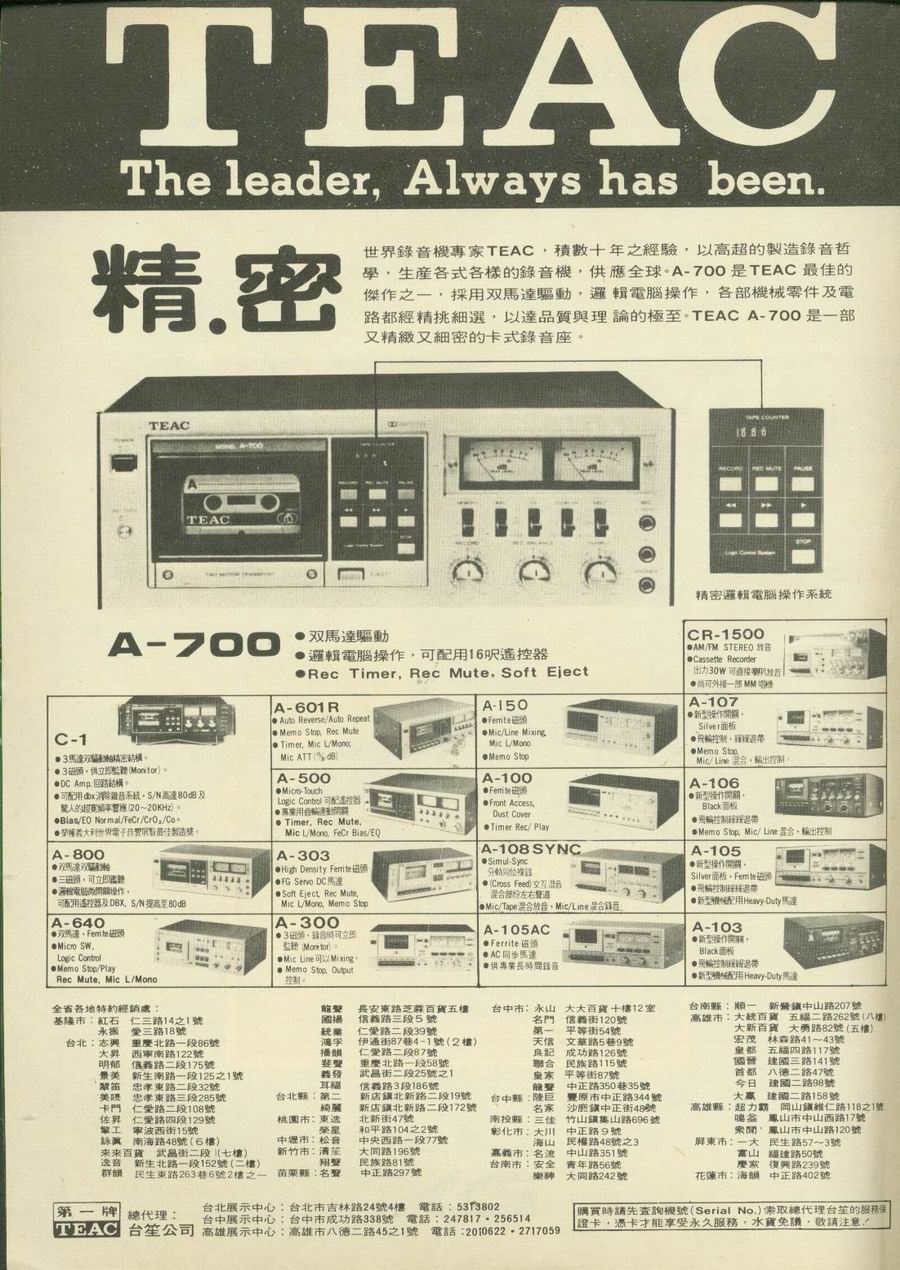 TEAC
The leader, Always has been.
精.密
世界錄音機專家TEAC，積數十年之經驗，以高超的製造錄音哲
學，生產各式各樣的錄音機，供應全球。A-700是TEAC最佳的
傑作之一，採用双馬達驅動，邏輯電腦操作，各部機械零件及電
路都經精挑細選，以達品質與理論的極至。TEAC A-700是一部
又精緻又細密的卡式錄音座。
TEAC
MODEL A-700
A
TEAC
TWO MOTOR TRANSPORT
EJECT
TAPE COUNTER
RECORD REC MUTE PAUSE
STOP
Logic Control System
精密邏輯電腦操作系統
A-700
●双馬達驅動
●邏輯電腦操作，可配用16呎遙控器
●Rec Timer, Rec Mute, Soft Eject
CR-1500
●AM/FM STEREO 放音
●Cassette Recorder
出力30W 可直接喇叭放音
●尚可外接一部MM唱機
C-1
●3馬達双驅動軸精密結構。
●3磁頭，供立即監聽(Monitor)。
●DC Amp.回路結構。
●可配用dbx消除雜音系統，S/N高達80dB及
驚人的超寬頻率響應(20~20KHz)。
●Bias/EQ Normal/FeCr/CrO₂/Co。
A-601R
●Auto Reverse/Auto Repeat
●Memo Stop, Rec Mute
●Timer, Mic L/Mono,
A-150
●Ferrite磁頭
●Mic/Line Mixing,
Mic L/Mono
●Memo Stop
A-107
●新型操作開關，
Silver面板
●飛輪控制，緩緩退帶
●Memo Stop,
Mic/Line混合，輸出控制。
A-500
●Micro-Touch
Logic Control 可配遙控器
●Timer, Rec Mute,
Mic L/Mono, FeCr Bias/EQ
A-100
●Ferrite磁頭
●Front Access,
Dust Cover
●Timer Rec/Play
A-106
●新型操作開關，
Black面板
●飛輪控制緩緩退帶
●Memo Stop, Mic/Line混合，輸出控制
A-800
●双馬達双驅動軸
●三磁頭，可立即監聽
●邏輯電腦微開關操作，
可配用遙控器及DBX, S/N提高至80dB
A-303
●High Density Ferrite磁頭
●FG Servo DC馬達
●Soft Eject, Rec Mute,
Mic L/Mono, Memo Stop
A-108 SYNC
●Simul-Sync
分軌同位複錄
●(Cross Feed) 交互混音
混合部份左右聲道
●Mic/Tape混合放音，Mic/Line混合錄音
A-105
●新型操作開關，
Silver面板，Ferrite磁頭
●飛輪控制緩緩退帶
●新型機械配用Heavy-Duty馬達
A-640
●双馬達，Ferrite磁頭
●Micro SW,
Logic Control
●Memo Stop/Play
Rec Mute, Mic L/Mono
A-300
●3磁頭，錄音時可立即
監聽(Monitor)。
●Mic Line可以Mixing。
●Memo Stop, Output
控制。
A-105AC
●Ferrite磁頭
●AC同步馬達
●供專業長時間錄音
A-103
●新型操作開關，
Black面板
●飛輪控制緩緩退帶
●新型機械配用Heavy-Duty馬達
全省各地特約經銷處：
基隆市：紅石 仁三路14之1號
永振 愛三路18號
台北：志興 重慶北路一段86號
大昇 西寧南路122號
明郁 信義路二段175號
景美 新生南路一段125之1號
翠笛 忠孝東路二段32號
美曉 忠孝東路三段285號
卡門 仁愛路二段108號
佐昇 仁愛路四段129號
擎工 寧波西街15號
詠眞 南海路48號(6樓)
來來百貨 武昌街二段(七樓)
逸音 新生北路一段152號(二樓)
群韻 民生東路263巷6號2樓之一
龍聲 長安東路芝蔴百貨五樓
國揚 信義路三段5號
統業 仁愛路二段39號
鴻孚 伊通街87巷4-1號(2樓)
播韻 仁愛路二段87號
斐聲 重慶北路一段58號
義發 武昌街二段25號之1
耳福 信義路3段186號
台北縣：第二 新店鎮北新路二段19號
綺麗 新店鎮北新路二段172號
桃園市：東逸 北新街47號
榮星 和平路104之2號
中壢市：松音 中央西路一段77號
新竹市：清笙 大同路196號
翔聲 民族路81號
苗栗縣：名聲 中正路297號
台中市：永山 大大百貨十樓12室
名門 信義街120號
第一 平等街54號
天信 文華路5巷9號
良記 成功路126號
聯合 民族路115號
皇家 平等街87號
龍聲 中正路350巷35號
台中縣：陸巨 豐原市中正路344號
名家 沙鹿鎮中正街48號
南投縣：三佳 竹山鎮集山路696號
彰化市：大川 中正路9號
海山 民權路48號之3
嘉義市：名流 中山路351號
台南市：安全 青年路56號
樂神 大同路242號
台南縣：順一 新營鎮中山路207號
高雄市：大統百貨 五福二路262號(八樓)
大新百貨 大勇路82號(五樓)
宏茂 林森路41~43號
皇都 五福四路117號
國晉 建國三路141號
首都 八德二路47號
今日 建國二路98號
大贏 建國二路158號
高雄縣：超力霸 岡山鎮維仁路118之1號
鳴盔 鳳山市中山西路17號
衆聞 鳳山市中山路120號
屏東市：一大 民生路57~3號
富山 福建路50號
慶家 復興路239號
花蓮市：海韻 中正路402號
第一牌
TEAC
總代理：
台笙公司
台北展示中心：台北市吉林路24號4樓 電話：5313802
台中展示中心：台中市成功路338號 電話：247817・256514
高雄展示中心：高雄市八德二路45之1號 電話：2010622・2717059
購買時請先查詢機號(Serial No.)索取總代理台笙的服務保
證卡，憑卡才能享受永久服務，水貨免讀，敬請注意！